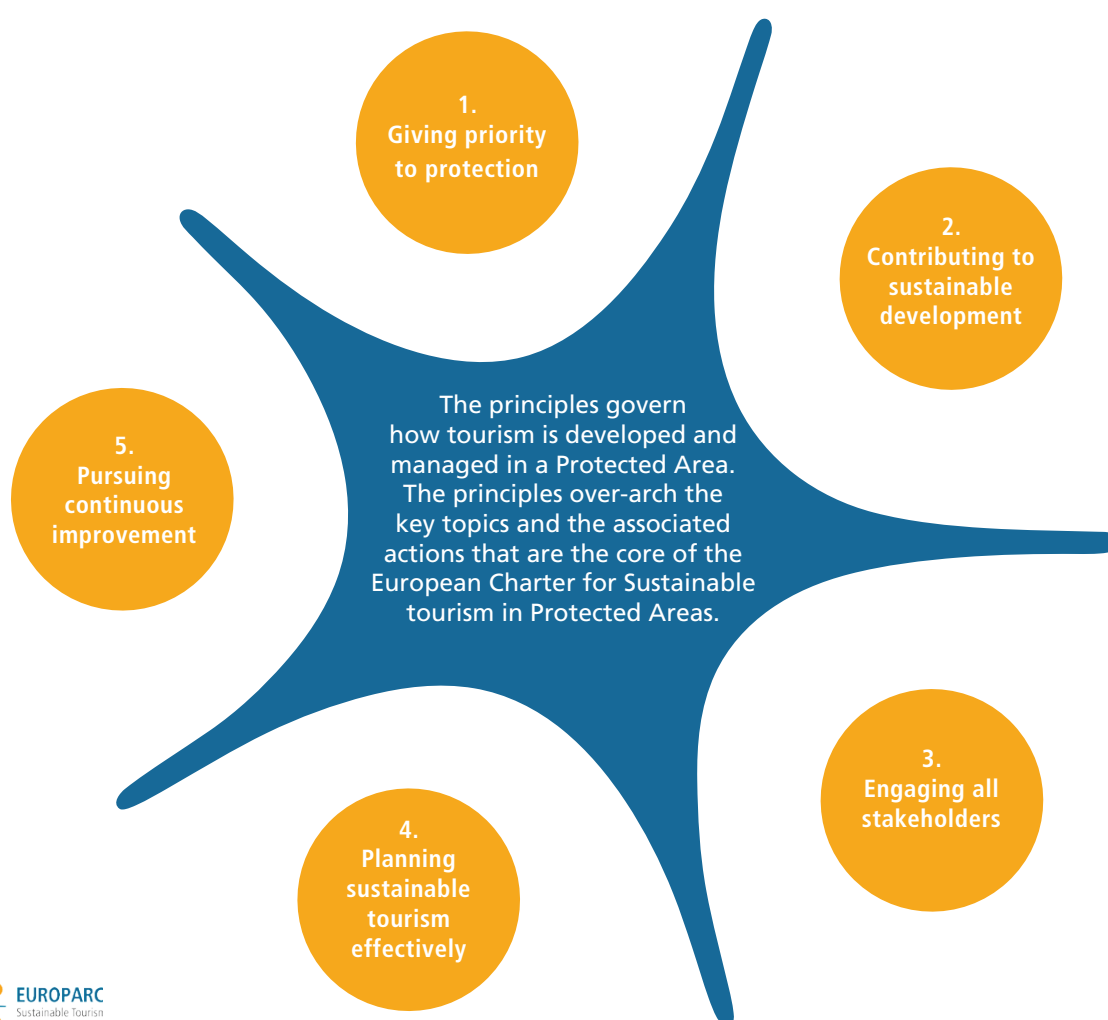 1.
Giving priority
to protection
2.
Contributing to
sustainable
development
The principles govern
how tourism is developed and
managed in a Protected Area.
The principles over-arch the
key topics and the associated
actions that are the core of the
European Charter for Sustainable
tourism in Protected Areas.
3.
Engaging all
stakeholders
4.
Planning
sustainable
tourism
effectively
5.
Pursuing
continuous
improvement
EUROPARC
Sustainable Tourism